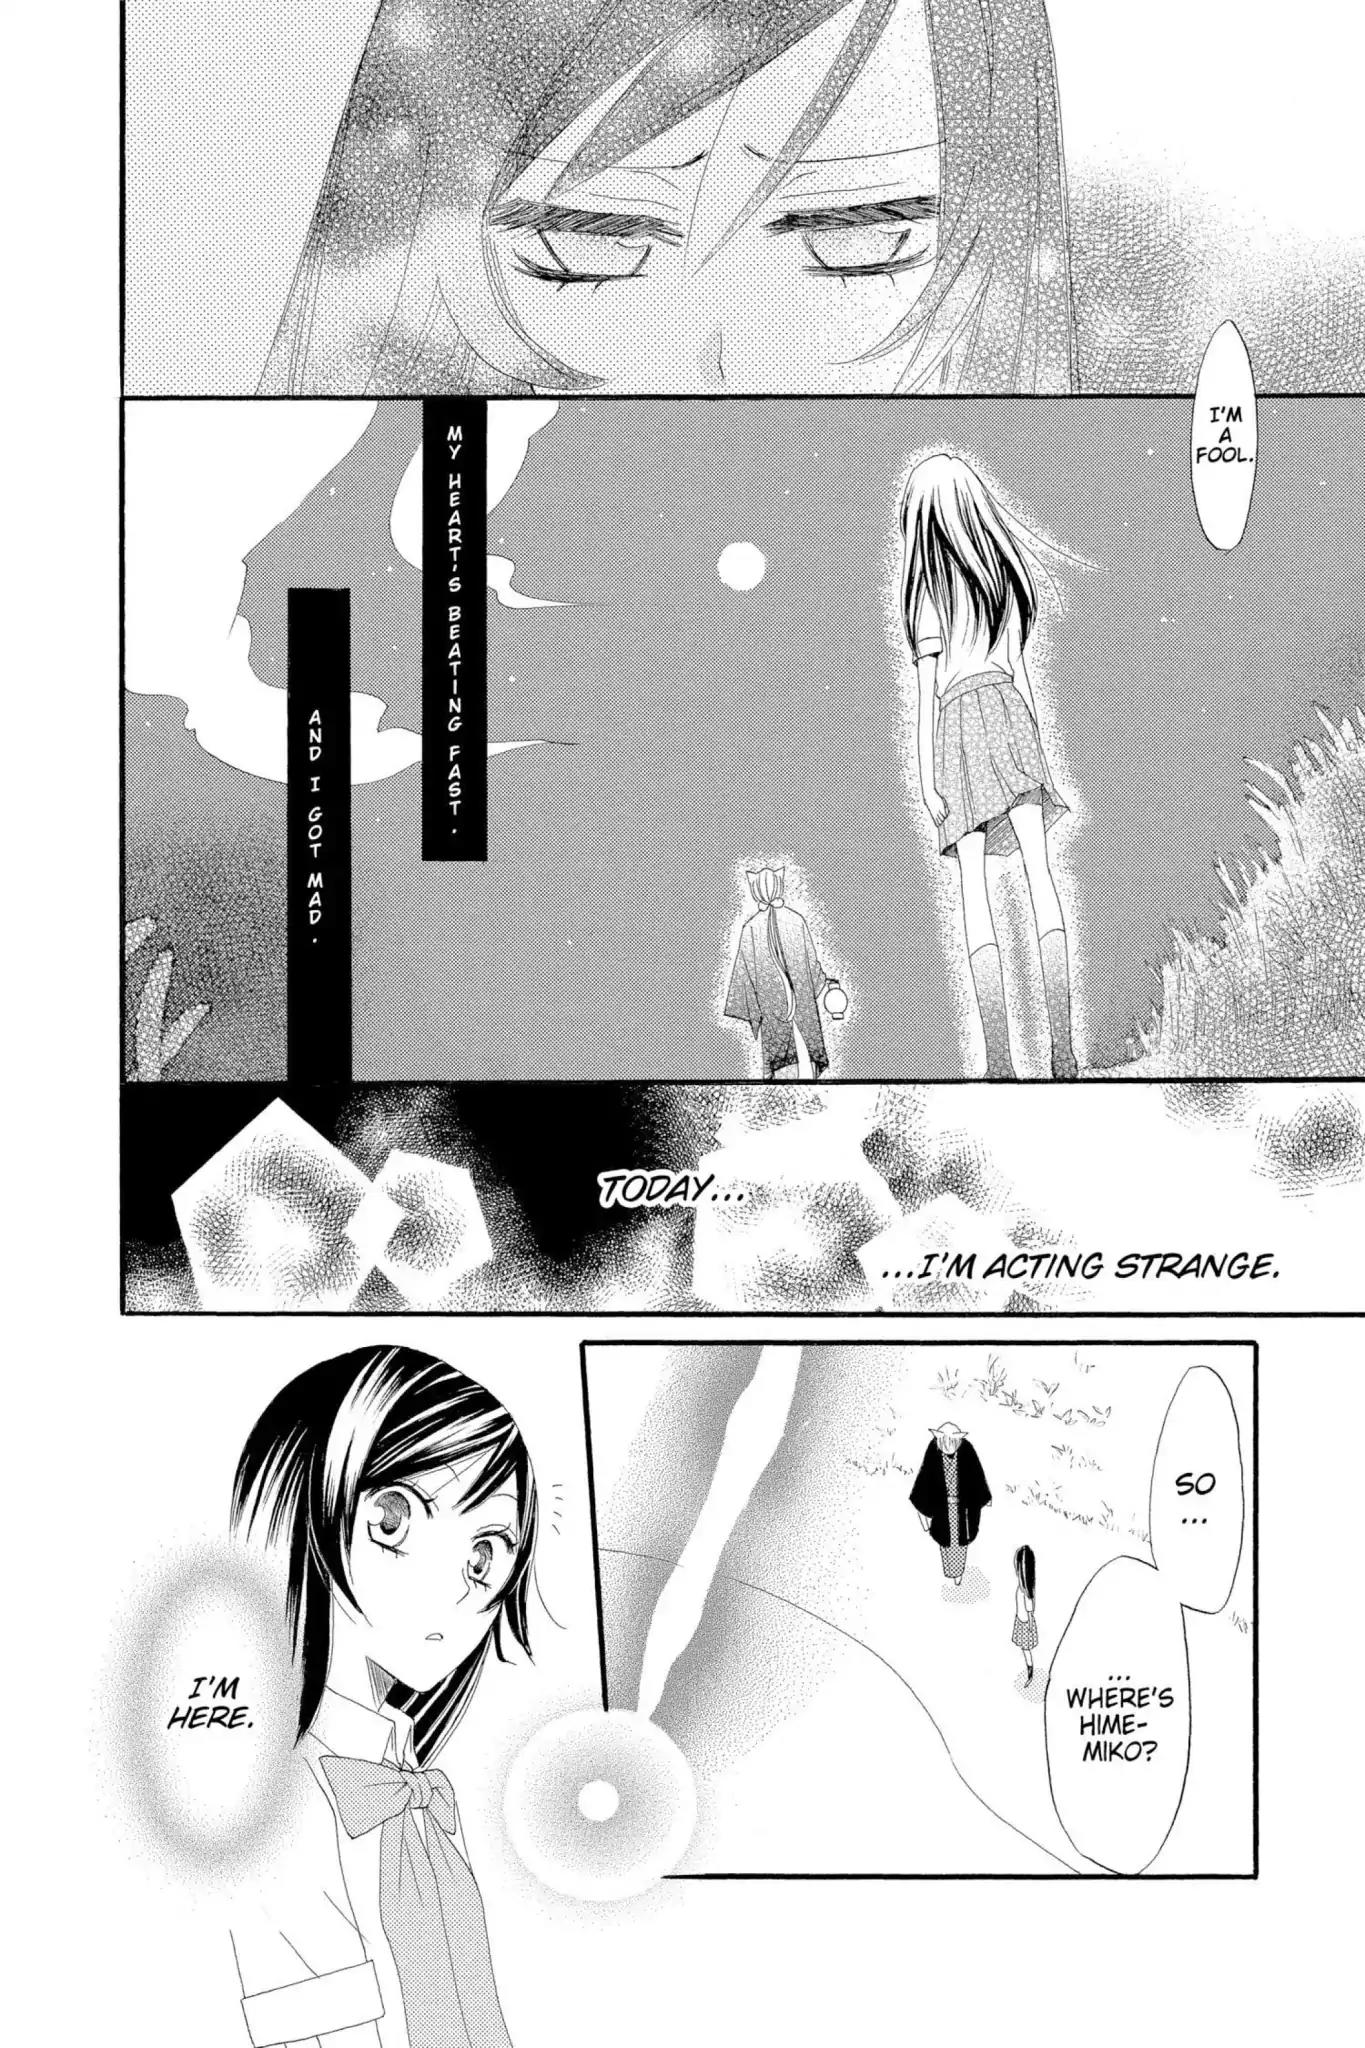 I'M
A
FOOL.
MY HEART'S BEATING FAST.
AND I GOT MAD.
TODAY...
...I'M ACTING STRANGE.
SO
...
...
WHERE'S
HIME-
MIKO?
I'M
HERE.